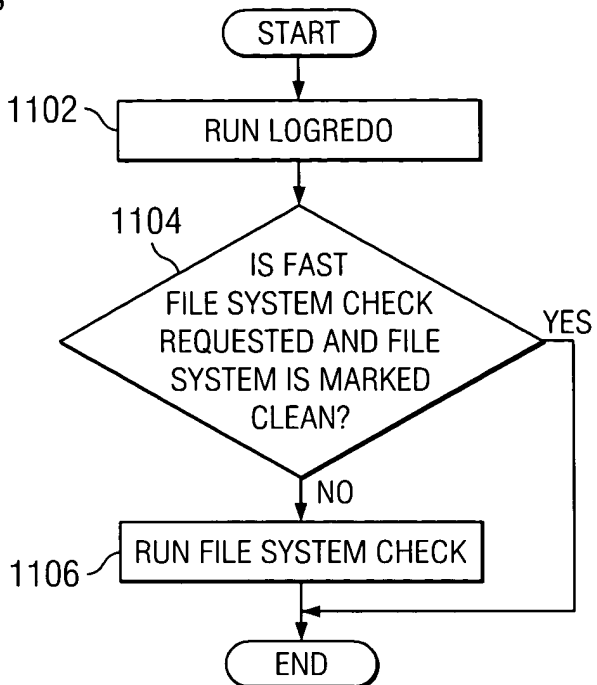 START
1102
RUN LOGREDO
1104
IS FAST
FILE SYSTEM CHECK
REQUESTED AND FILE
SYSTEM IS MARKED
CLEAN?
YES
NO
1106
RUN FILE SYSTEM CHECK
END